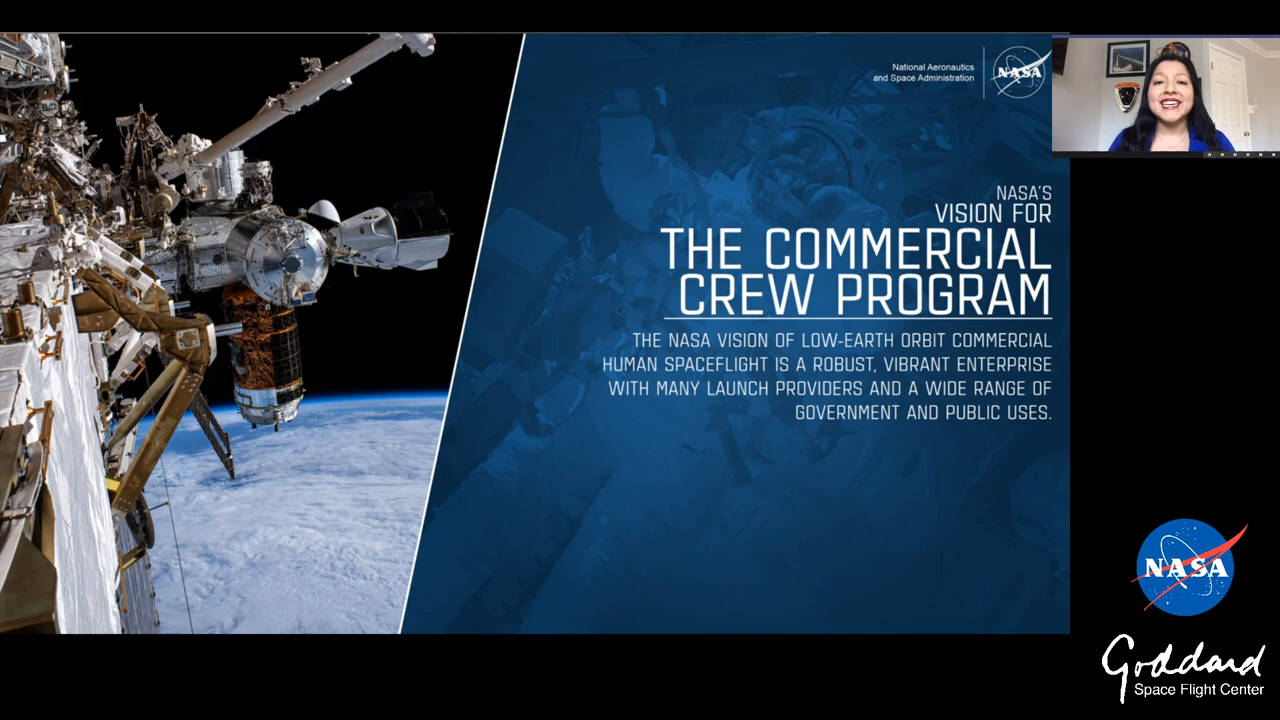 National Aeronautics
and Space Administration
NASA
NASA'S
VISION FOR
THE COMMERCIAL
CREW PROGRAM
THE NASA VISION OF LOW-EARTH ORBIT COMMERCIAL
HUMAN SPACEFLIGHT IS A ROBUST, VIBRANT ENTERPRISE
WITH MANY LAUNCH PROVIDERS AND A WIDE RANGE OF
GOVERNMENT AND PUBLIC USES.
NASA
Goddard
Space Flight Center